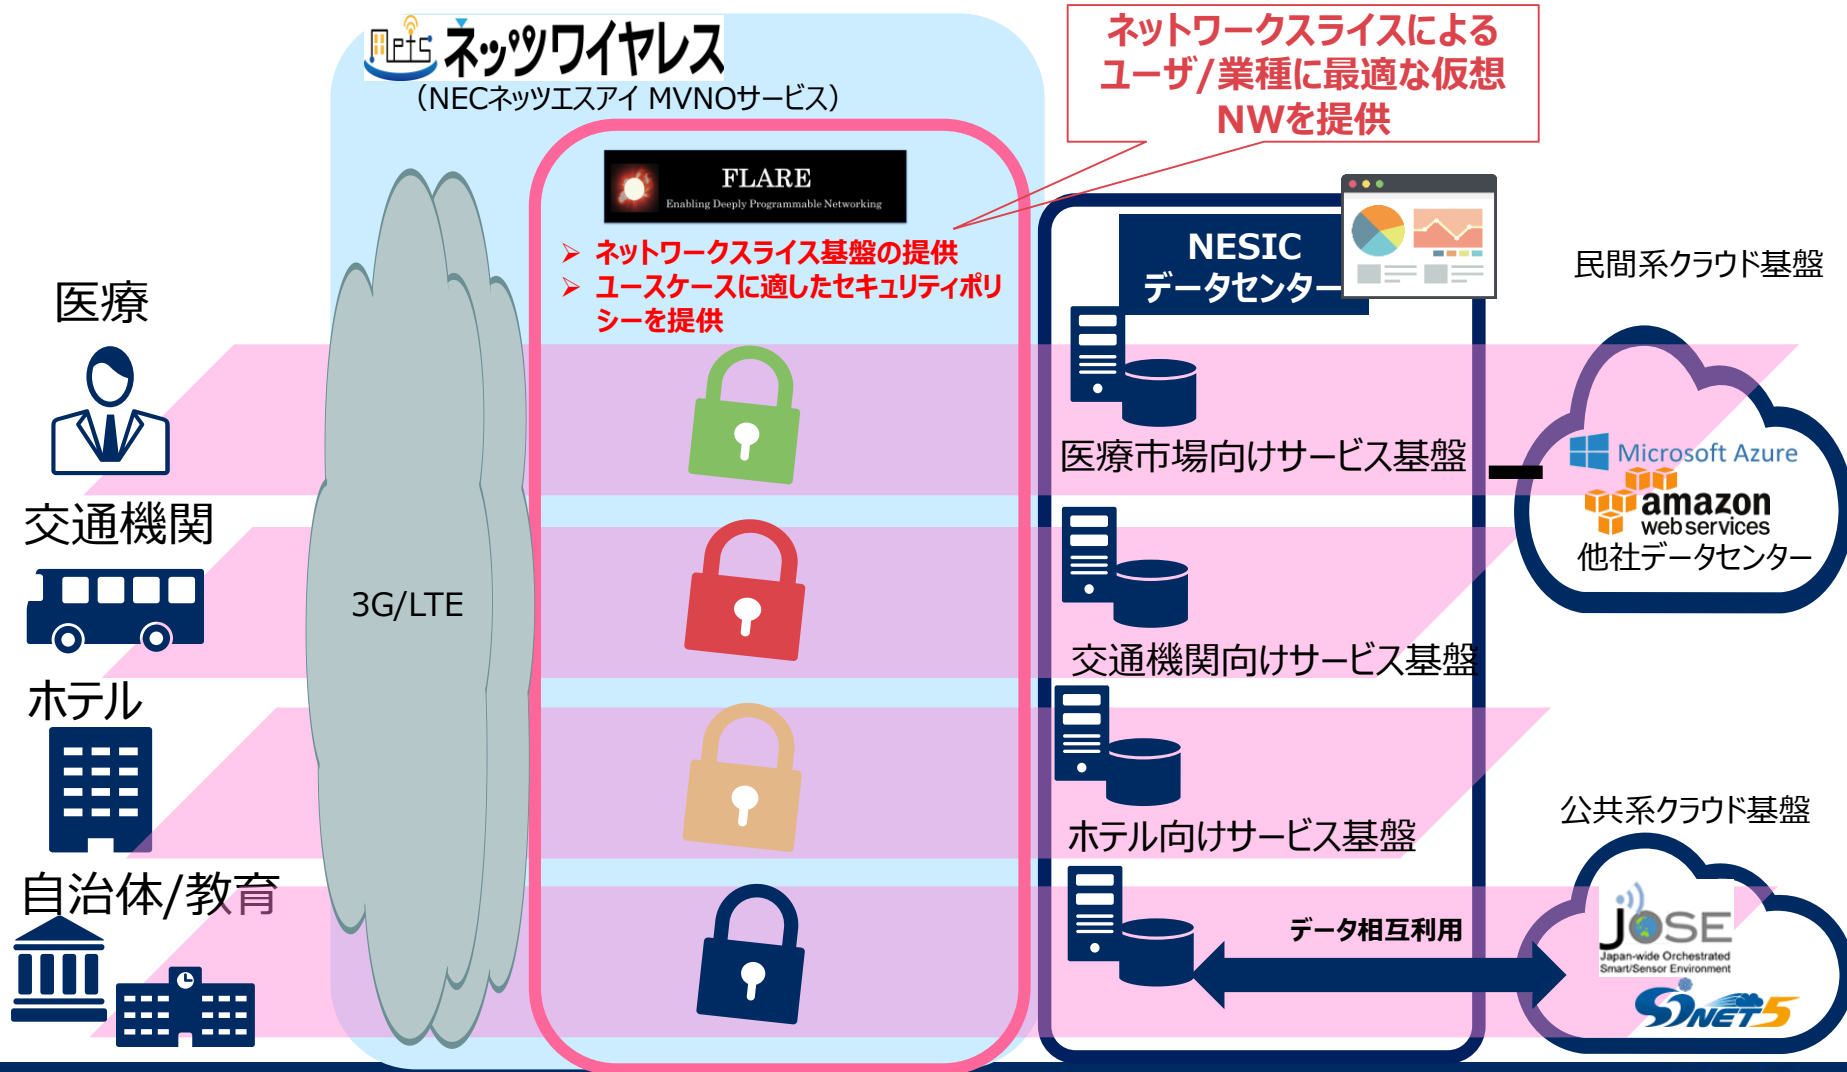 Nets ネッツワイヤレス
（NECネッツエスアイ MVNOサービス）
ネットワークスライスによる
ユーザ/業種に最適な仮想
NWを提供
FLARE
Enabling Deeply Programmable Networking
➢ ネットワークスライス基盤の提供
➢ ユースケースに適したセキュリティポリ
シーを提供
NESIC
データセンター
民間系クラウド基盤
医療
医療市場向けサービス基盤
Microsoft Azure
amazon
web services
他社データセンター
交通機関
3G/LTE
交通機関向けサービス基盤
ホテル
ホテル向けサービス基盤
公共系クラウド基盤
自治体/教育
データ相互利用
JOSE
Japan-wide Orchestrated
Smart/Sensor Environment
SINET5